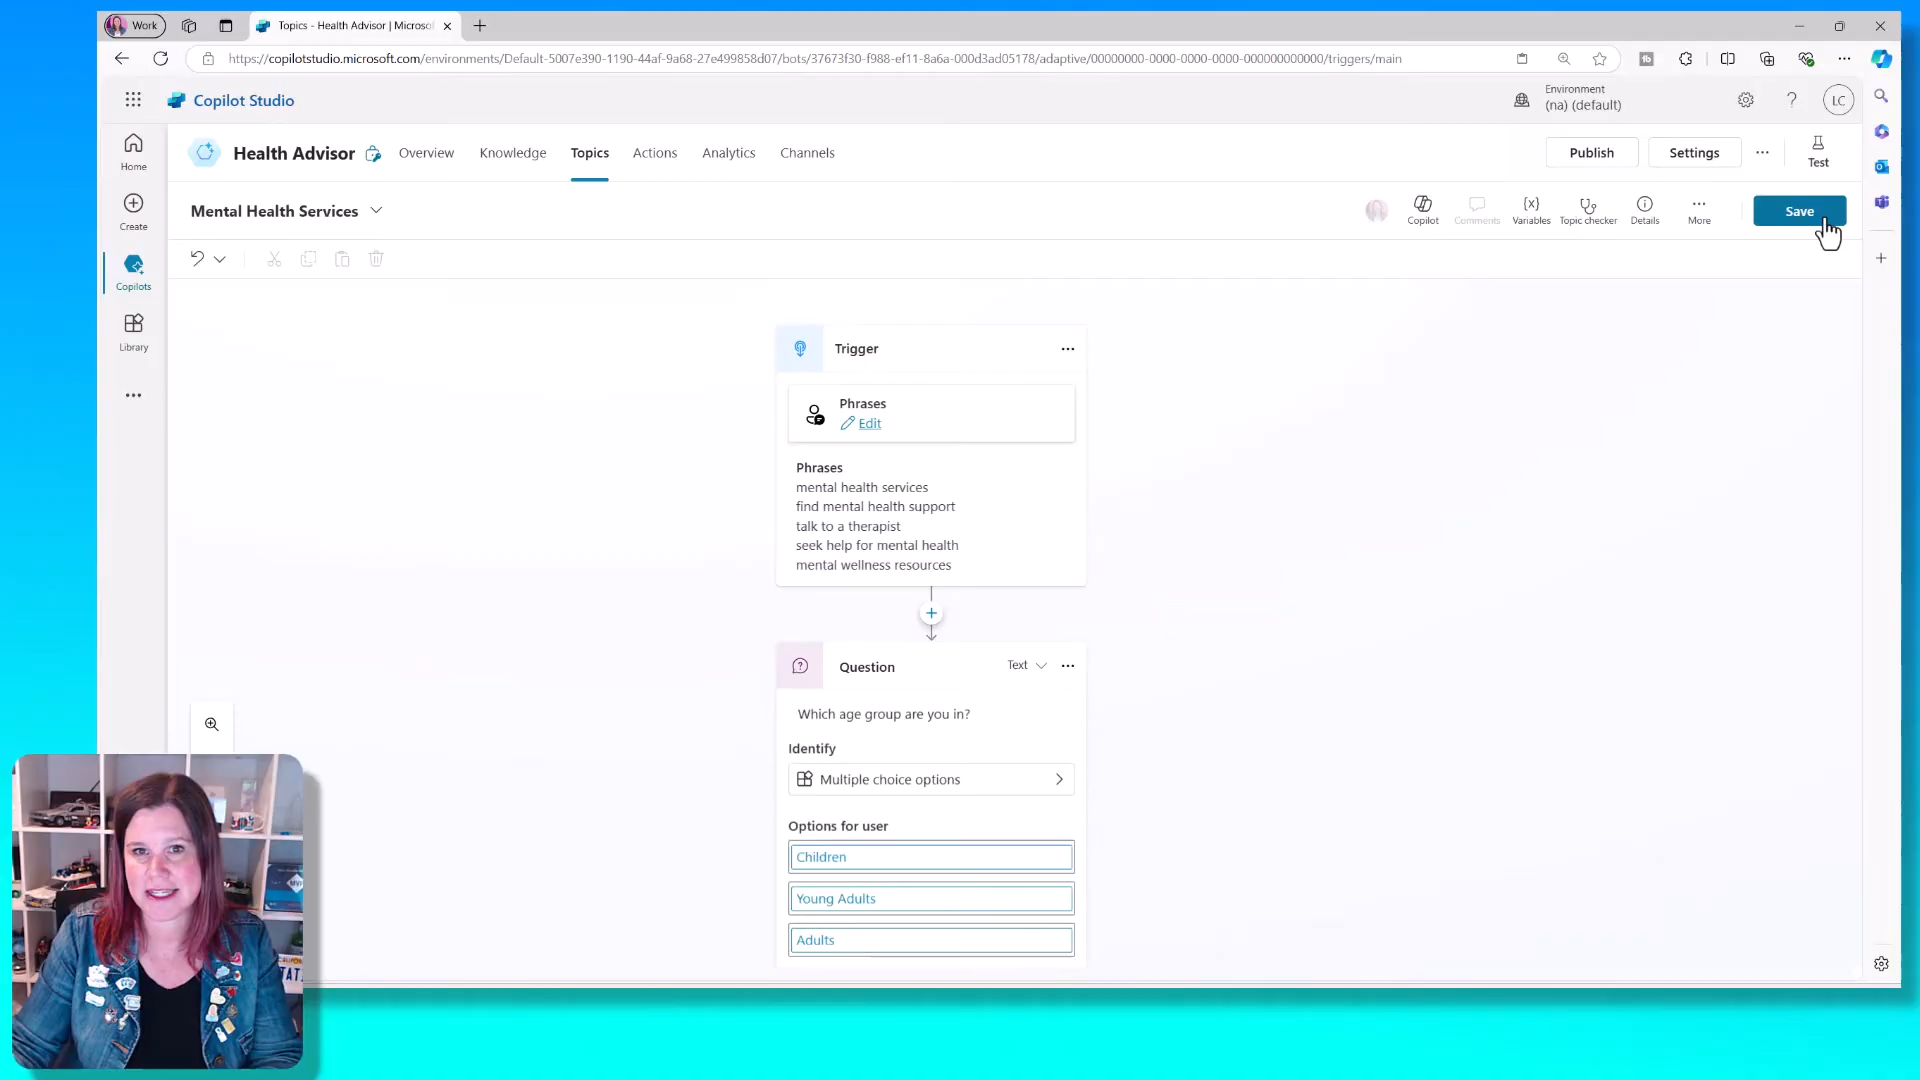 Work
Topics - Health Advisor | Microso
https://copilotstudio.microsoft.com/environments/Default-5007e390-1190-44af-9a68-27e499858d07/bots/37673f30-f988-ef11-8a6a-000d3ad05178/adaptive/00000000-0000-0000-0000-000000000000/triggers/main
Copilot Studio
Environment
(na) (default)
LC
Home
Create
Copilots
Library
Health Advisor
Overview
Knowledge
Topics
Actions
Analytics
Channels
Publish
Settings
Test
Mental Health Services
Copilot
Comments
Variables
Topic checker
Details
More
Save
Trigger
Phrases
Edit
Phrases
mental health services
find mental health support
talk to a therapist
seek help for mental health
mental wellness resources
Question
Text
Which age group are you in?
Identify
Multiple choice options
Options for user
Children
Young Adults
Adults